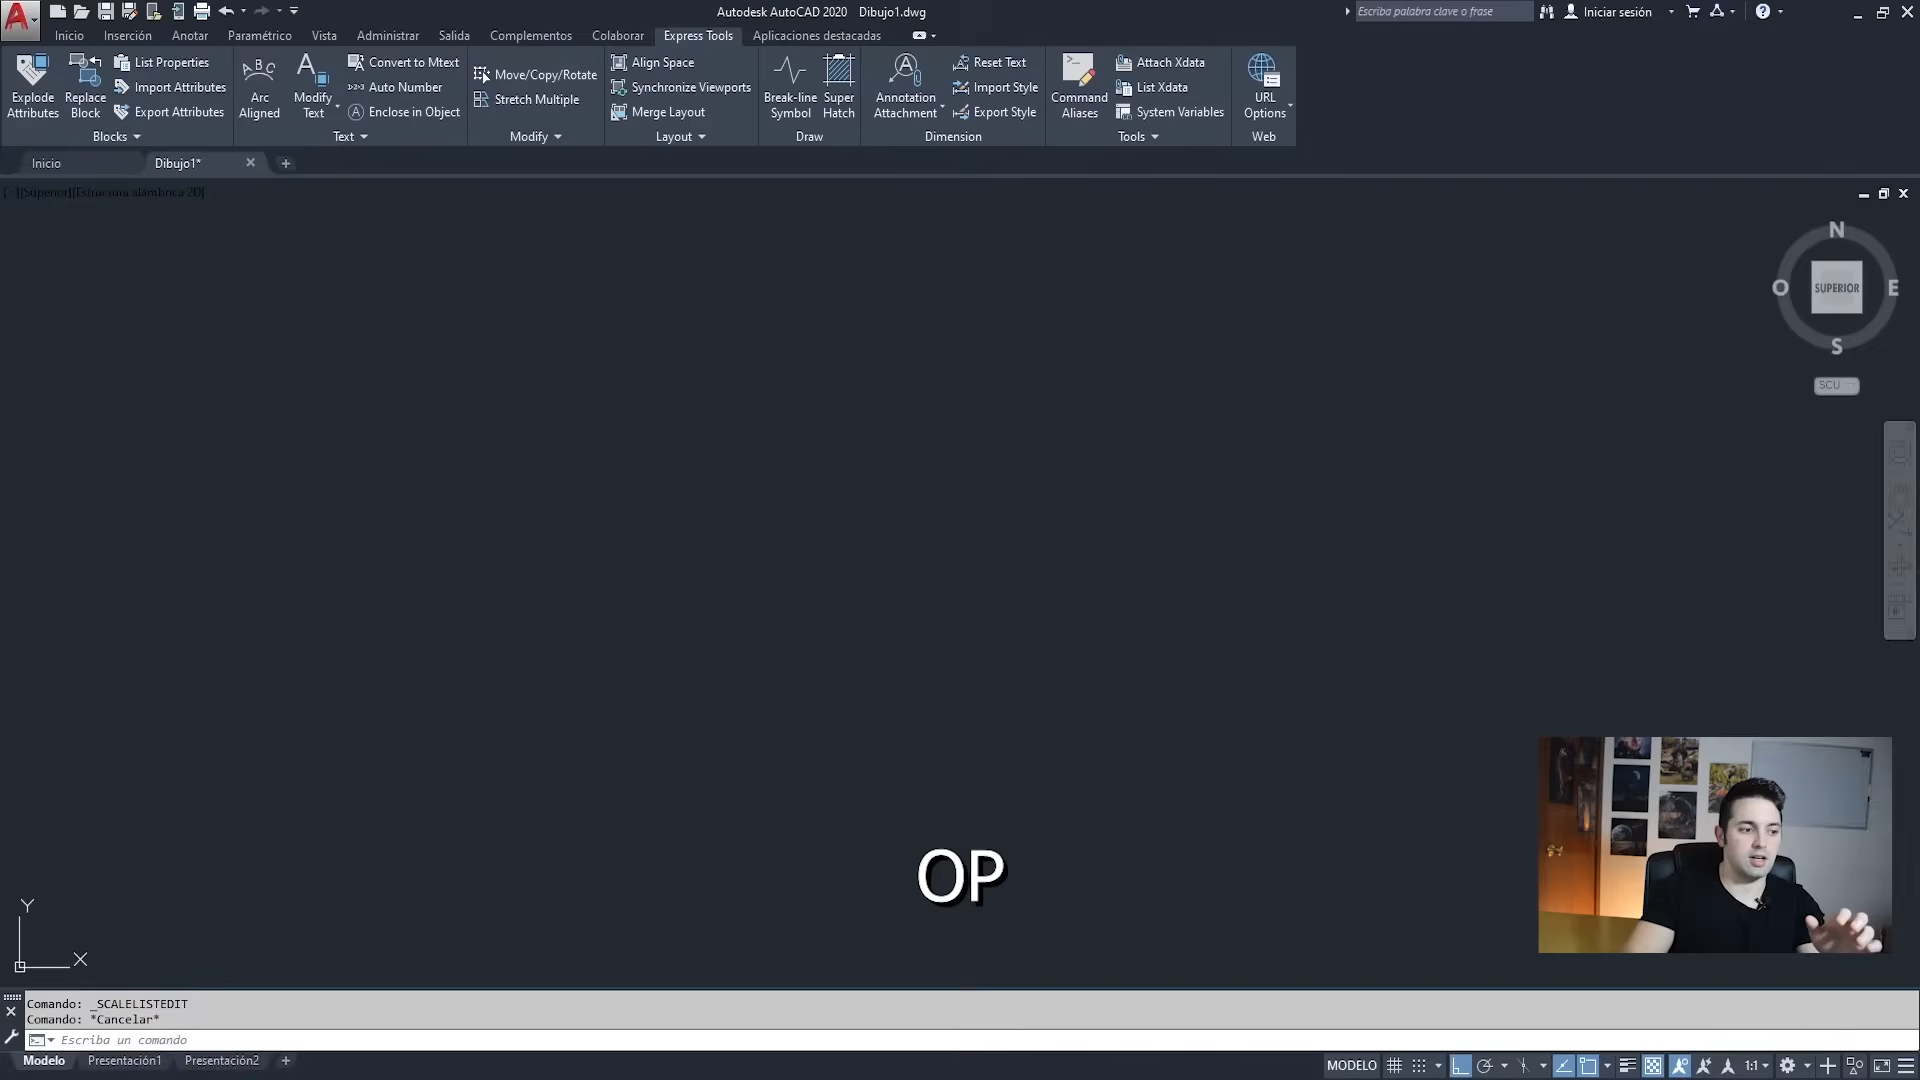 Autodesk AutoCAD 2020 Dibujo1.dwg
Escriba palabra clave o frase
Iniciar sesión
Inicio Inserción Anotar Paramétrico Vista Administrar Salida Complementos Colaborar Express Tools Aplicaciones destacadas
Explode Attributes
Replace Block
List Properties
Import Attributes
Export Attributes
Blocks
Arc Aligned
Modify Text
Convert to Mtext
Auto Number
Enclose in Object
Text
Move/Copy/Rotate
Stretch Multiple
Modify
Align Space
Synchronize Viewports
Merge Layout
Layout
Break-line Symbol
Super Hatch
Draw
Annotation Attachment
Reset Text
Import Style
Export Style
Dimension
Command Aliases
Attach Xdata
List Xdata
System Variables
Tools
URL Options
Web
Inicio
Dibujo1*
[-][Superior][Estructura alámbrica 2D]
N
O
SUPERIOR
E
S
SCU
OP
Y
X
Comando: _SCALELISTEDIT
Comando: *Cancelar*
Escriba un comando
Modelo Presentación1 Presentación2
MODELO
1:1